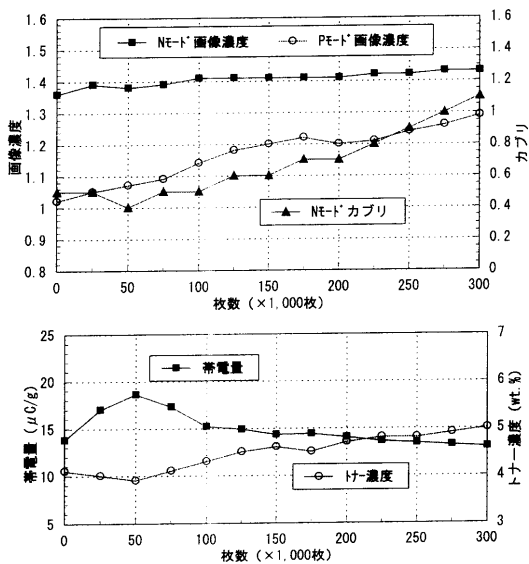 1.6
1.5
1.4
1.3
1.2
1.1
1
0.9
0.8
画像濃度
Nモード画像濃度 Pモード画像濃度
Nモードカブリ
1.6
1.4
1.2
1
0.8
0.6
0.4
0.2
0
カブリ
0 50 100 150 200 250 300
枚数 (×1,000枚)
25
20
15
10
5
帯電量 (μC/g)
帯電量
トナー濃度
7
6
5
4
3
トナー濃度 (wt.%)
0 50 100 150 200 250 300
枚数 (×1,000枚)